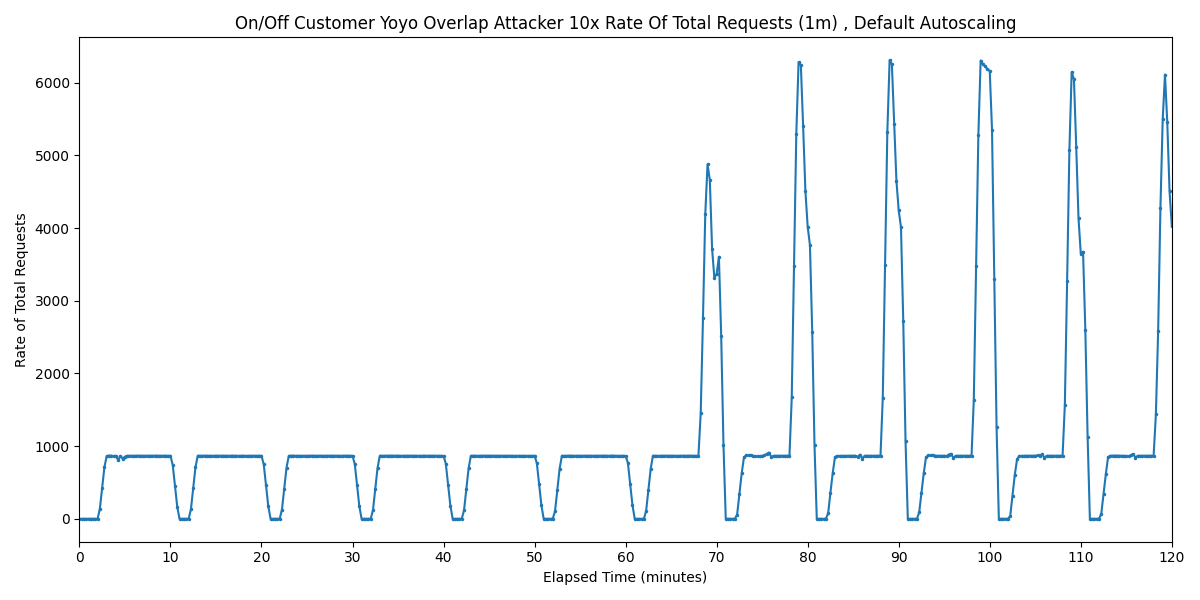 On/Off Customer Yoyo Overlap Attacker 10x Rate Of Total Requests (1m) , Default Autoscaling
Rate of Total Requests
6000
5000
4000
3000
2000
1000
0
0 10 20 30 40 50 60 70 80 90 100 110 120
Elapsed Time (minutes)